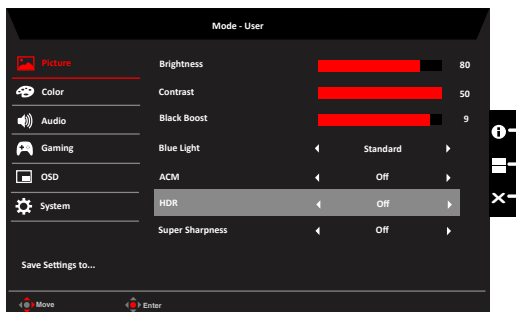 Mode - User
Picture
Color
Audio
Gaming
OSD
System
Save Settings to...
Brightness 80
Contrast 50
Black Boost 9
Blue Light Standard
ACM Off
HDR Off
Super Sharpness Off
Move Enter